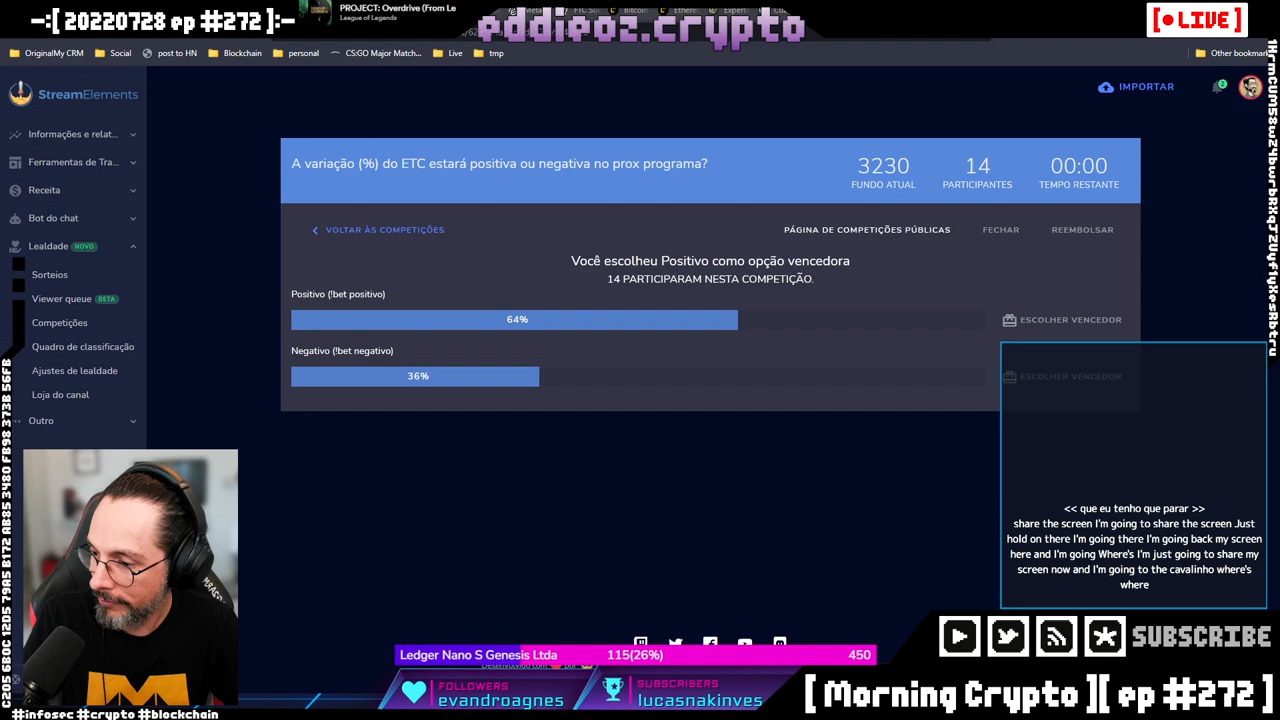 -:[ 20220728 ep #272 ]:-
PROJECT: Overdrive (From Le
League of Legends
eddieoz.crypto
[● LIVE]
OriginalMy CRM
Social
post to HN
Blockchain
personal
CS:GO Major Match...
Live
tmp
Other bookmar
StreamElements
IMPORTAR
2
Informações e relat...
Ferramentas de Tra...
Receita
Bot do chat
Lealdade NOVO
Sorteios
Viewer queue BETA
Competições
Quadro de classificação
Ajustes de lealdade
Loja do canal
Outro
A variação (%) do ETC estará positiva ou negativa no prox programa?
3230
FUNDO ATUAL
14
PARTICIPANTES
00:00
TEMPO RESTANTE
VOLTAR ÀS COMPETIÇÕES
PÁGINA DE COMPETIÇÕES PÚBLICAS
FECHAR
REEMBOLSAR
Você escolheu Positivo como opção vencedora
14 PARTICIPARAM NESTA COMPETIÇÃO.
Positivo (!bet positivo)
64%
ESCOLHER VENCEDOR
Negativo (!bet negativo)
36%
ESCOLHER VENCEDOR
<< que eu tenho que parar >>
share the screen I'm going to share the screen Just
hold on there I'm going there I'm going back my screen
here and I'm going Where's I'm just going to share my
screen now and I'm going to the cavalinho where's
where
Ledger Nano S Genesis Ltda
115(26%)
450
FOLLOWERS
evandroagnes
SUBSCRIBERS
lucasnakinves
SUBSCRIBE
[ Morning Crypto ][ ep #272 ]
#infosec #crypto #blockchain